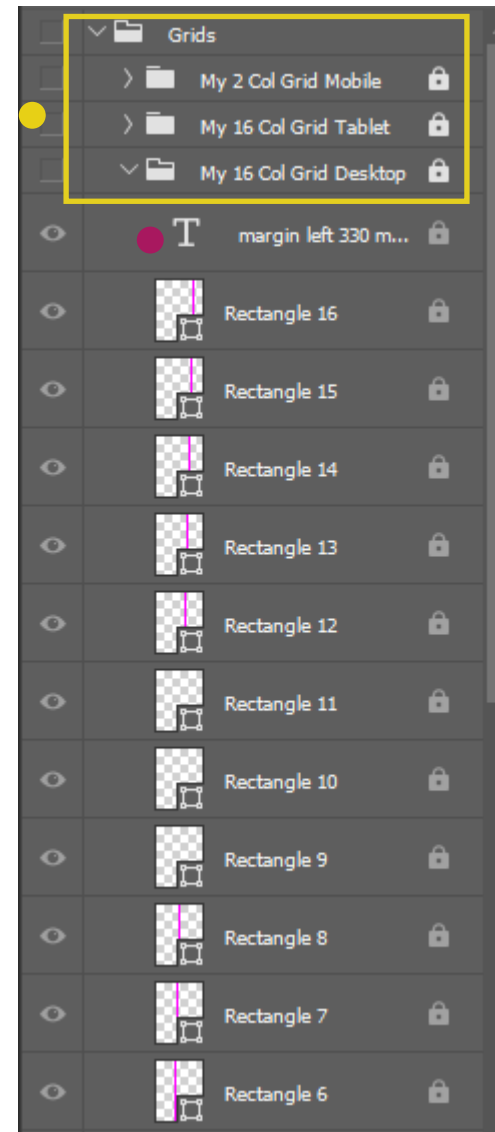 Grids
My 2 Col Grid Mobile
My 16 Col Grid Tablet
My 16 Col Grid Desktop
T margin left 330 m...
Rectangle 16
Rectangle 15
Rectangle 14
Rectangle 13
Rectangle 12
Rectangle 11
Rectangle 10
Rectangle 9
Rectangle 8
Rectangle 7
Rectangle 6